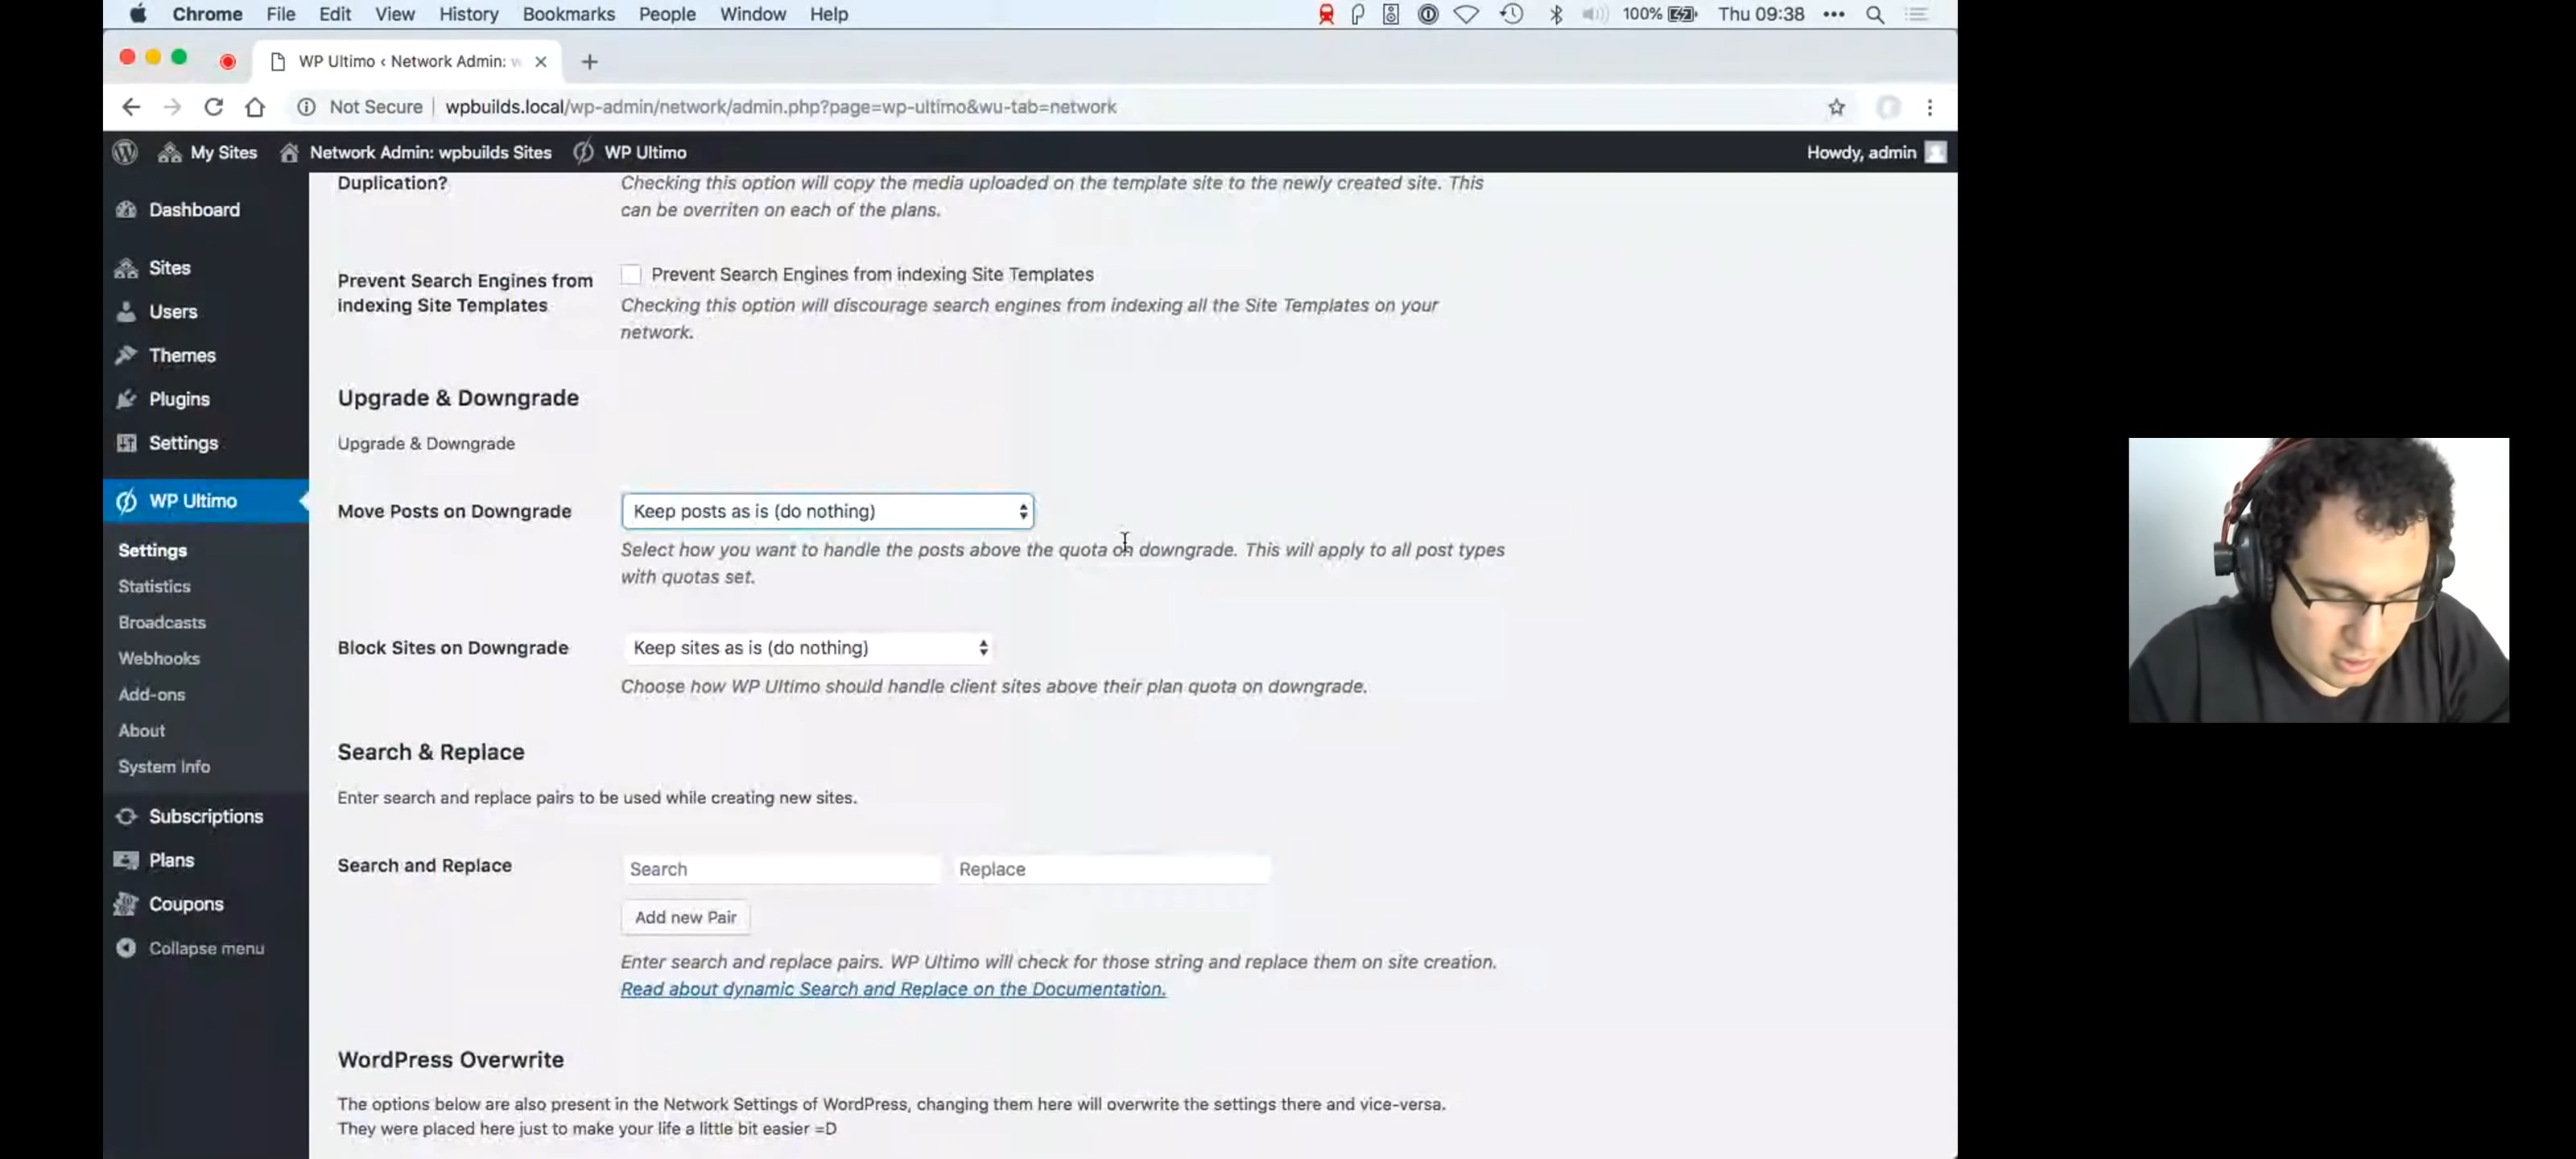 Chrome File Edit View History Bookmarks People Window Help 100% Thu 09:38
WP Ultimo ‹ Network Admin: w
Not Secure wpbuilds.local/wp-admin/network/admin.php?page=wp-ultimo&wu-tab=network
My Sites Network Admin: wpbuilds Sites WP Ultimo Howdy, admin
Dashboard
Sites
Users
Themes
Plugins
Settings
WP Ultimo
Settings
Statistics
Broadcasts
Webhooks
Add-ons
About
System Info
Subscriptions
Plans
Coupons
Collapse menu
Duplication?
Checking this option will copy the media uploaded on the template site to the newly created site. This
can be overriten on each of the plans.
Prevent Search Engines from
indexing Site Templates
Prevent Search Engines from indexing Site Templates
Checking this option will discourage search engines from indexing all the Site Templates on your
network.
Upgrade & Downgrade
Upgrade & Downgrade
Move Posts on Downgrade
Keep posts as is (do nothing)
Select how you want to handle the posts above the quota on downgrade. This will apply to all post types
with quotas set.
Block Sites on Downgrade
Keep sites as is (do nothing)
Choose how WP Ultimo should handle client sites above their plan quota on downgrade.
Search & Replace
Enter search and replace pairs to be used while creating new sites.
Search and Replace
Search Replace
Add new Pair
Enter search and replace pairs. WP Ultimo will check for those string and replace them on site creation.
Read about dynamic Search and Replace on the Documentation.
WordPress Overwrite
The options below are also present in the Network Settings of WordPress, changing them here will overwrite the settings there and vice-versa.
They were placed here just to make your life a little bit easier =D